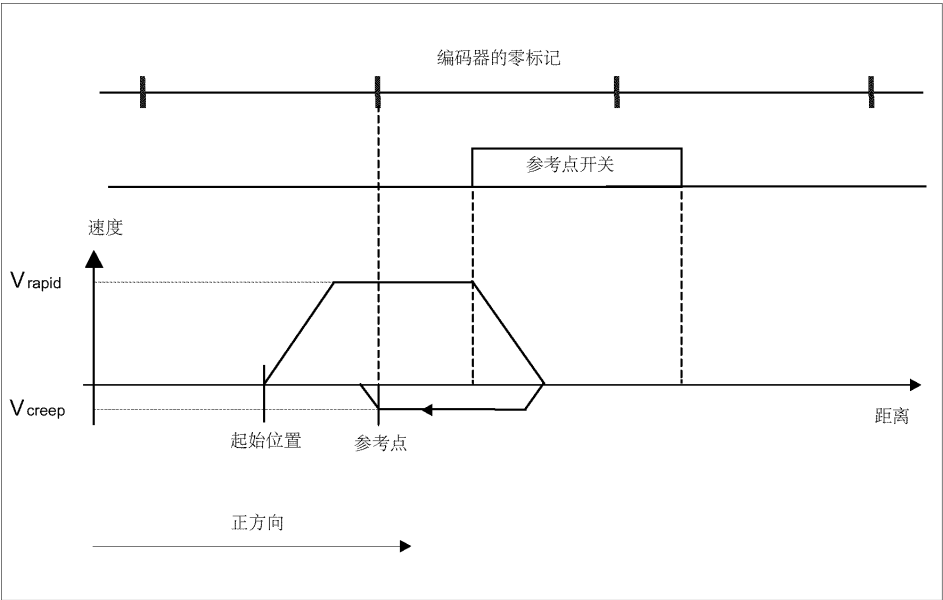 编码器的零标记
参考点开关
速度
V rapid
V creep
距离
起始位置
参考点
正方向